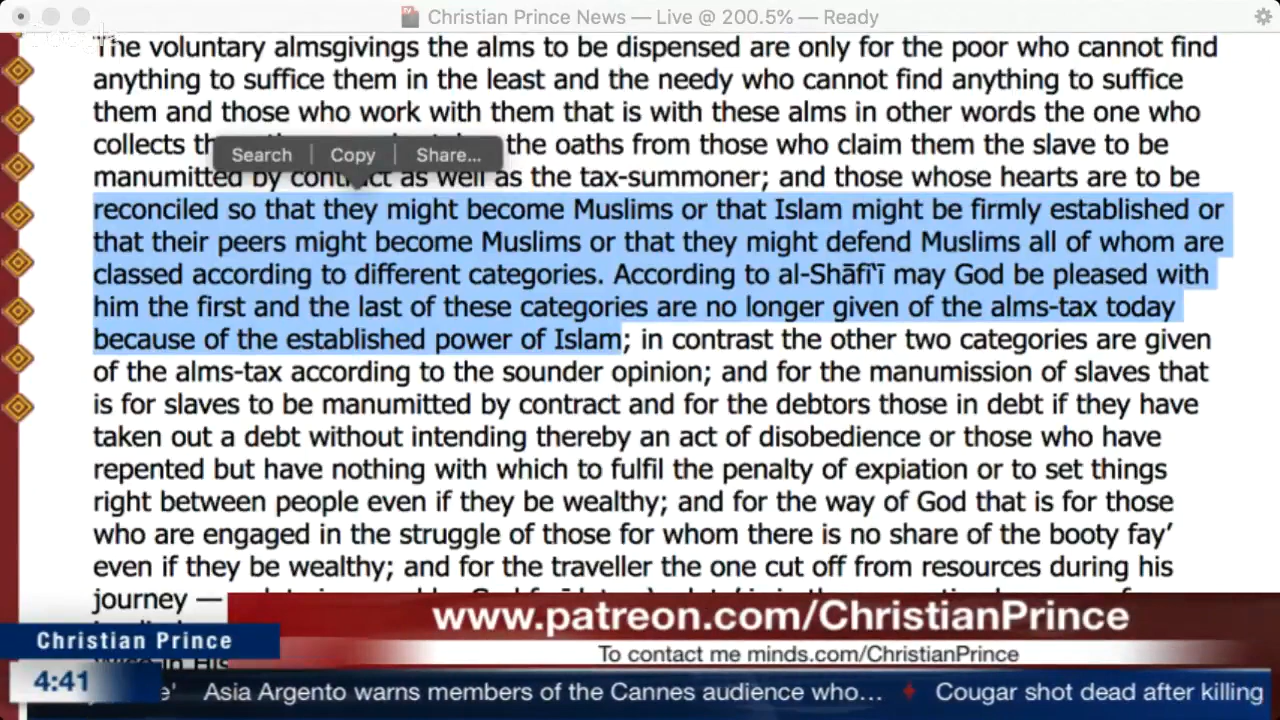 Christian Prince News — Live @ 200.5% — Ready
Google
The voluntary almsgivings the alms to be dispensed are only for the poor who cannot find
anything to suffice them in the least and the needy who cannot find anything to suffice
them and those who work with them that is with these alms in other words the one who
collects the the oaths from those who claim them the slave to be
Search Copy Share...
manumitted by contract as well as the tax-summoner; and those whose hearts are to be
reconciled so that they might become Muslims or that Islam might be firmly established or
that their peers might become Muslims or that they might defend Muslims all of whom are
classed according to different categories. According to al-Shāfi‘ī may God be pleased with
him the first and the last of these categories are no longer given of the alms-tax today
because of the established power of Islam; in contrast the other two categories are given
of the alms-tax according to the sounder opinion; and for the manumission of slaves that
is for slaves to be manumitted by contract and for the debtors those in debt if they have
taken out a debt without intending thereby an act of disobedience or those who have
repented but have nothing with which to fulfil the penalty of expiation or to set things
right between people even if they be wealthy; and for the way of God that is for those
who are engaged in the struggle of those for whom there is no share of the booty fay’
even if they be wealthy; and for the traveller the one cut off from resources during his
journey —
www.patreon.com/ChristianPrince
Christian Prince
To contact me minds.com/ChristianPrince
4:41
Asia Argento warns members of the Cannes audience who... Cougar shot dead after killing